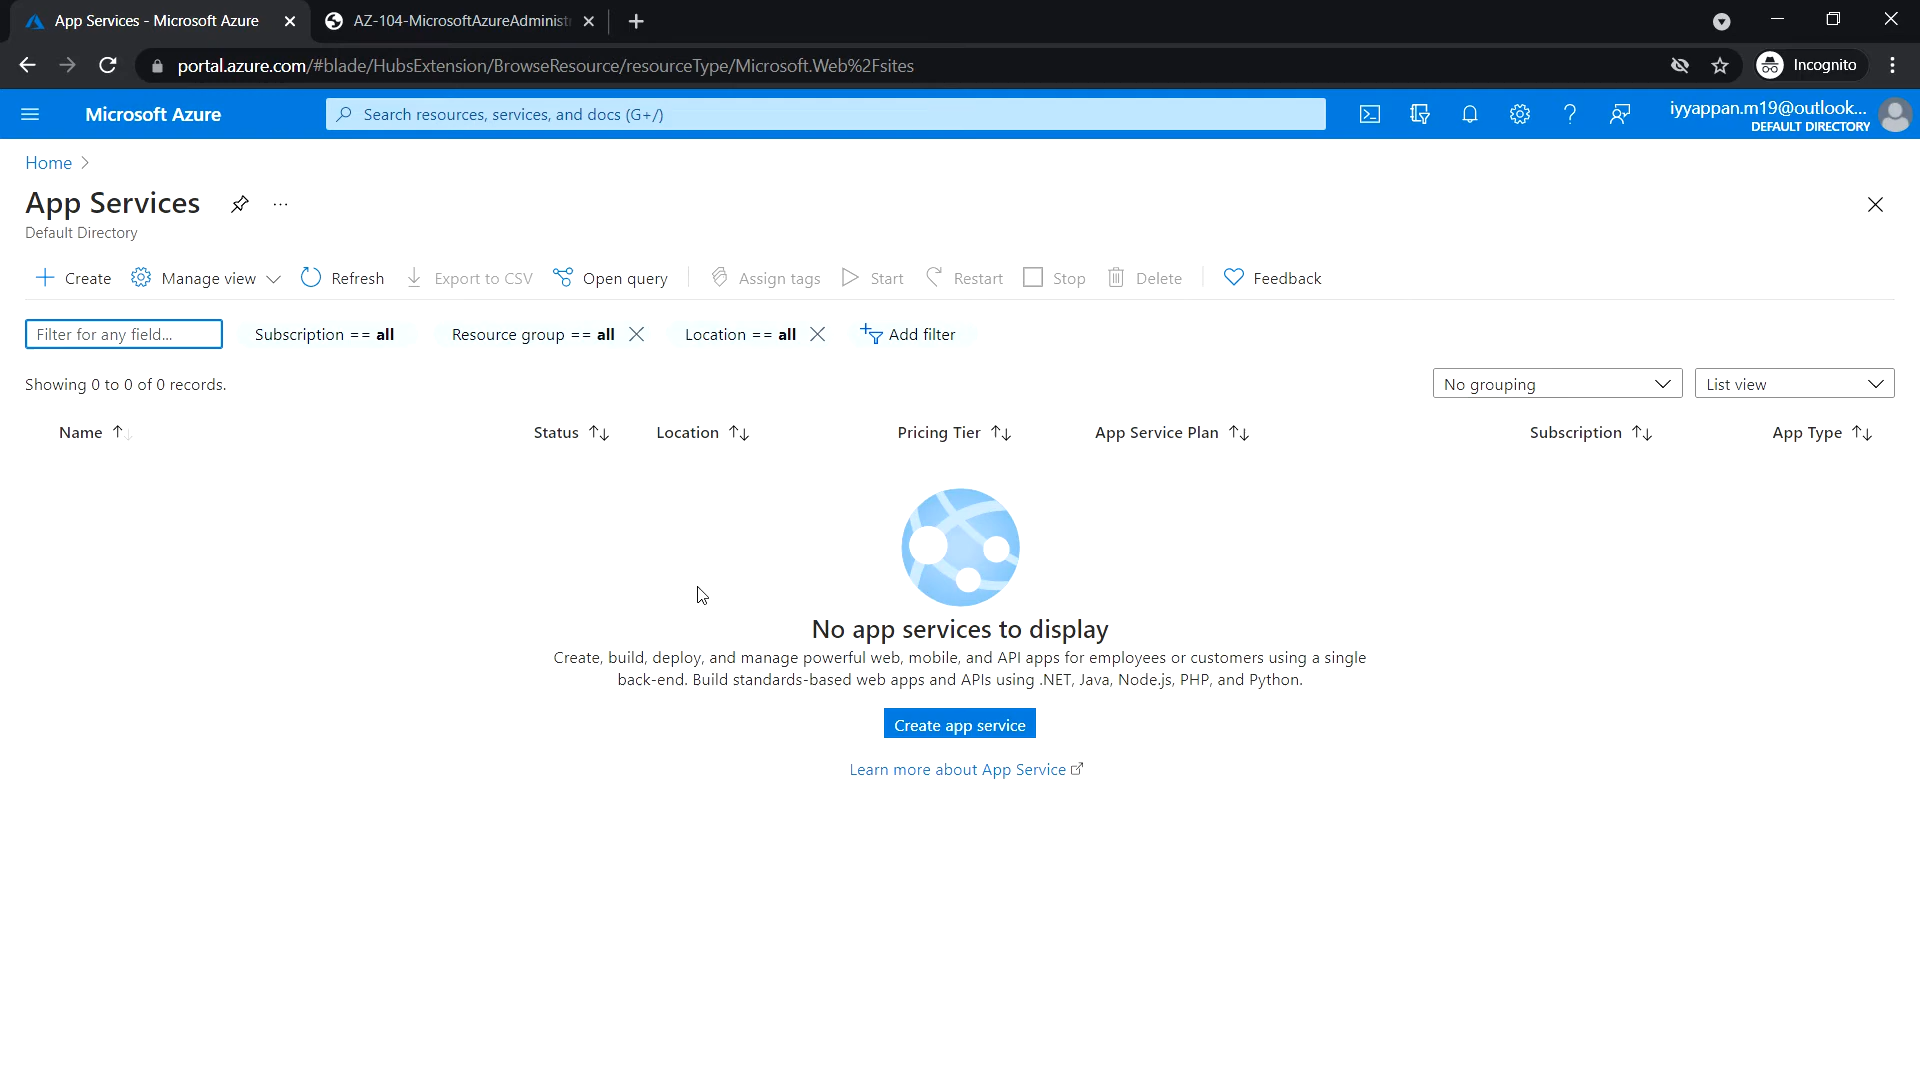 App Services - Microsoft Azure
AZ-104-MicrosoftAzureAdminist
portal.azure.com/#blade/HubsExtension/BrowseResource/resourceType/Microsoft.Web%2Fsites
Incognito
Microsoft Azure
Search resources, services, and docs (G+/)
iyyappan.m19@outlook...
DEFAULT DIRECTORY
Home
App Services
Default Directory
Create
Manage view
Refresh
Export to CSV
Open query
Assign tags
Start
Restart
Stop
Delete
Feedback
Filter for any field...
Subscription == all
Resource group == all
Location == all
Add filter
Showing 0 to 0 of 0 records.
No grouping
List view
Name
Status
Location
Pricing Tier
App Service Plan
Subscription
App Type
No app services to display
Create, build, deploy, and manage powerful web, mobile, and API apps for employees or customers using a single
back-end. Build standards-based web apps and APIs using .NET, Java, Node.js, PHP, and Python.
Create app service
Learn more about App Service